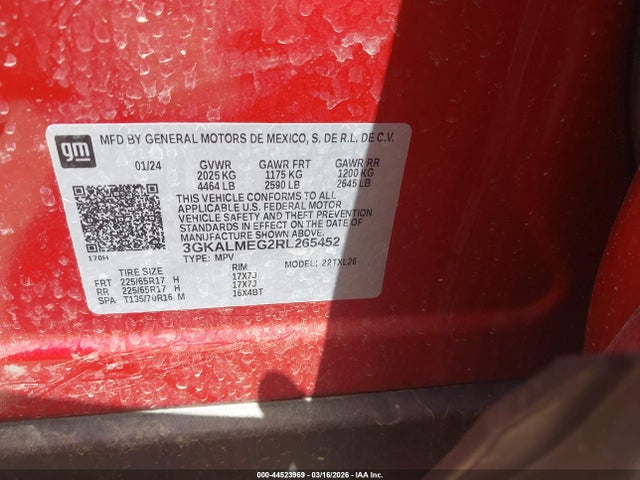 gm
MFD BY GENERAL MOTORS DE MEXICO, S. DE R.L. DE C.V.
01/24 GVWR GAWR FRT GAWR RR
2025 KG 1175 KG 1200 KG
4464 LB 2590 LB 2645 LB
THIS VEHICLE CONFORMS TO ALL
APPLICABLE U.S. FEDERAL MOTOR
VEHICLE SAFETY AND THEFT PREVENTION
STANDARDS IN EFFECT ON THE DATE OF
MANUFACTURE SHOWN ABOVE.
3GKALMEG2RL265452
170H TYPE: MPV MODEL: 22TXL26
TIRE SIZE RIM
FRT 225/65R17 H 17X7J
RR 225/65R17 H 17X7J
SPA T135/70R16 M 16X4BT
000-44523969 - 03/16/2026 - IAA Inc.